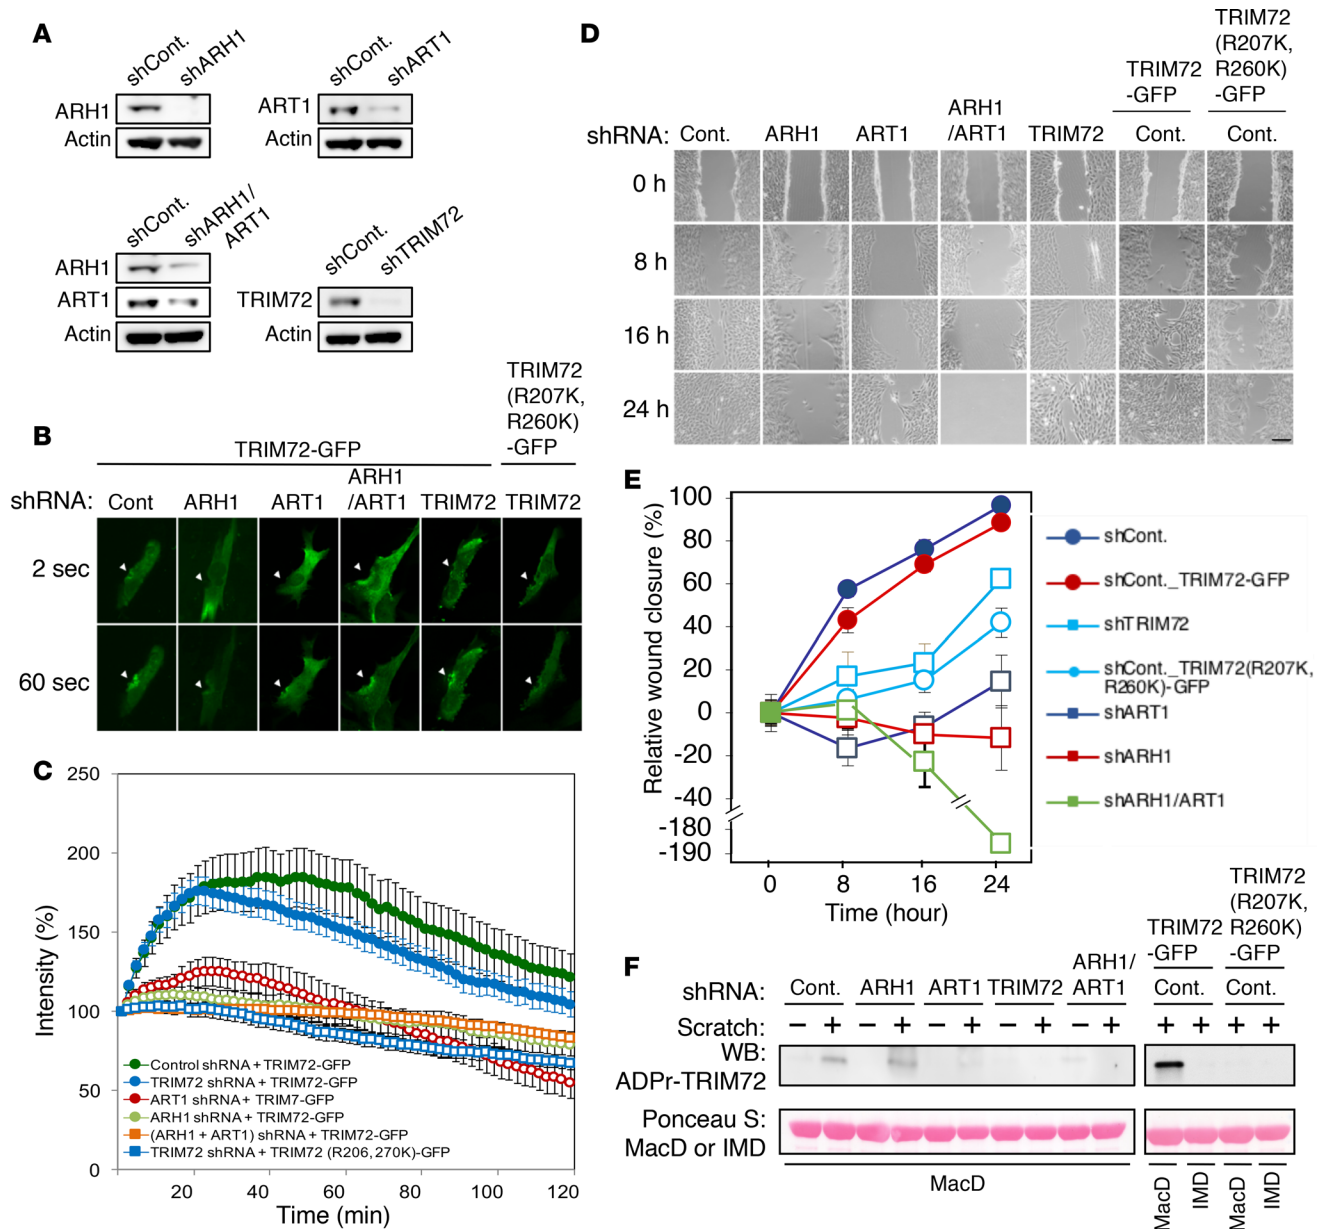 A
shCont.
shARH1
ARH1
Actin
shCont.
shART1
ART1
Actin
shCont.
shARH1/
ART1
ARH1
ART1
Actin
shCont.
shTRIM72
TRIM72
Actin
B
TRIM72-GFP
TRIM72
(R207K,
R260K)
-GFP
shRNA: Cont ARH1 ART1 ARH1
/ART1 TRIM72 TRIM72
2 sec
60 sec
C
250
200
150
100
50
0
Intensity (%)
20 40 60 80 100 120
Time (min)
Control shRNA + TRIM72-GFP
TRIM72 shRNA + TRIM72-GFP
ART1 shRNA + TRIM7-GFP
ARH1 shRNA + TRIM72-GFP
(ARH1 + ART1) shRNA + TRIM72-GFP
TRIM72 shRNA + TRIM72 (R206, 270K)-GFP
D
TRIM72
-GFP
TRIM72
(R207K,
R260K)
-GFP
shRNA: Cont. ARH1 ART1 ARH1
/ART1 TRIM72 Cont. Cont.
0 h
8 h
16 h
24 h
E
Relative wound closure (%)
100
80
60
40
20
0
-20
-40
-180
-190
0 8 16 24
Time (hour)
shCont.
shCont._TRIM72-GFP
shTRIM72
shCont._TRIM72(R207K,
R260K)-GFP
shART1
shARH1
shARH1/ART1
F
TRIM72
-GFP
TRIM72
(R207K,
R260K)
-GFP
shRNA: Cont. ARH1 ART1 TRIM72 ARH1/
ART1 Cont. Cont.
Scratch: − + − + − + − + − + + + + +
WB:
ADPr-TRIM72
Ponceau S:
MacD or IMD
MacD
MacD
IMD
MacD
IMD